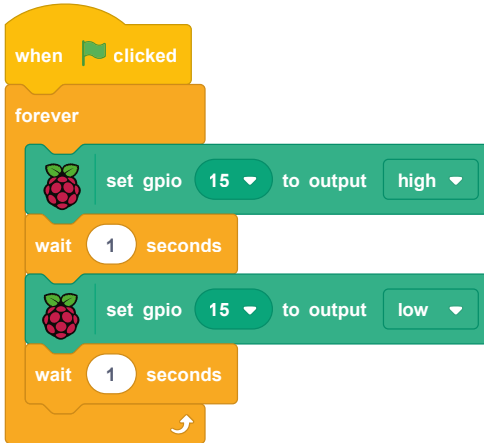 when clicked
forever
set gpio 15 to output high
wait 1 seconds
set gpio 15 to output low
wait 1 seconds